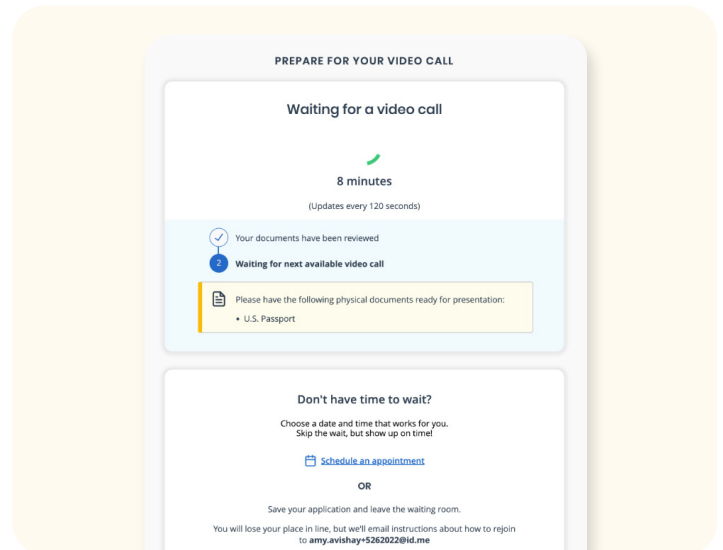 PREPARE FOR YOUR VIDEO CALL
Waiting for a video call
8 minutes
(Updates every 120 seconds)
Your documents have been reviewed
2 Waiting for next available video call
Please have the following physical documents ready for presentation:
• U.S. Passport
Don't have time to wait?
Choose a date and time that works for you.
Skip the wait, but show up on time!
Schedule an appointment
OR
Save your application and leave the waiting room.
You will lose your place in line, but we'll email instructions about how to rejoin
to amy.avishay+5262022@id.me